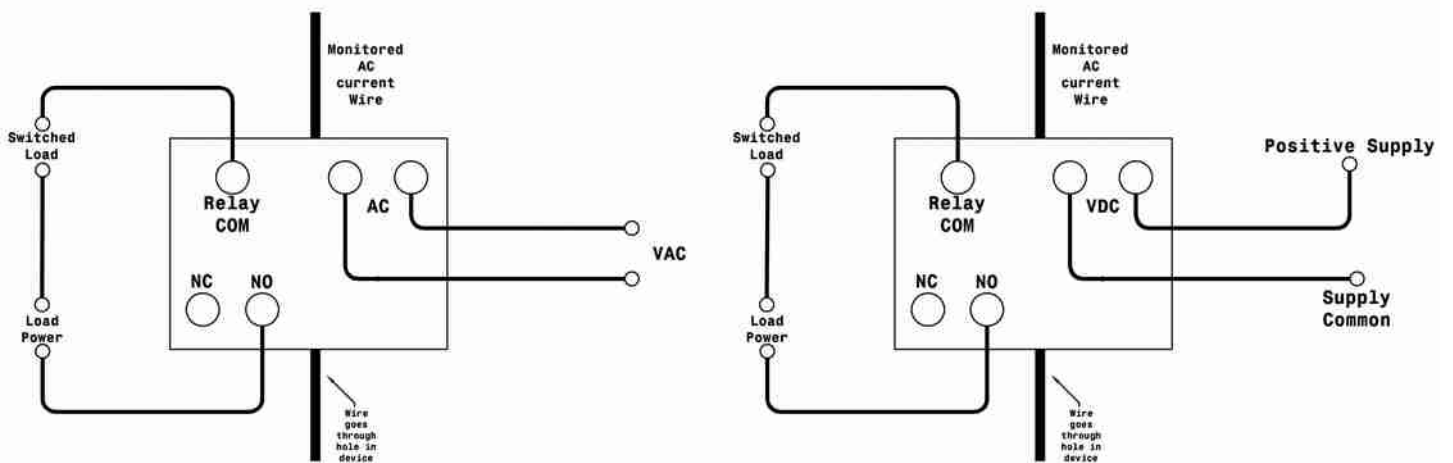 Monitored
AC
current
Wire
Switched
Load
Relay
COM
AC
VAC
NC
NO
Load
Power
Wire
goes
through
hole in
device
Monitored
AC
current
Wire
Switched
Load
Positive Supply
Relay
COM
VDC
NC
NO
Supply
Common
Load
Power
Wire
goes
through
hole in
device